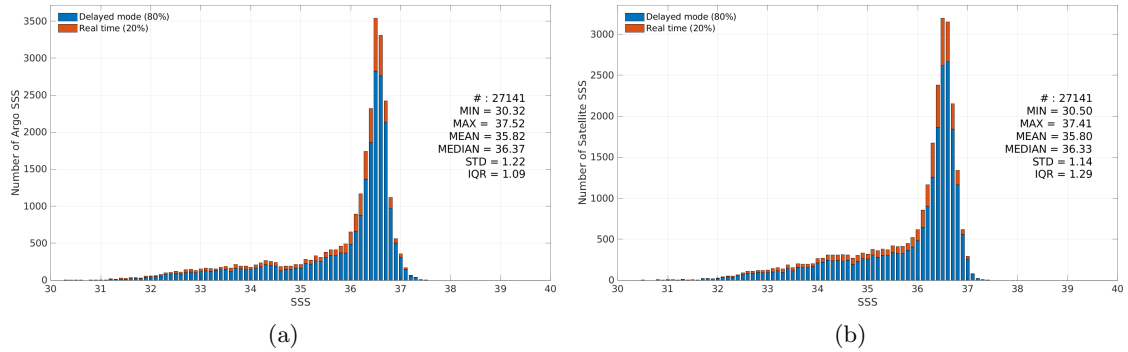 Delayed mode (80%)
Real time (20%)
3500
3000
2500
2000
1500
1000
500
0
Number of Argo SSS
# : 27141
MIN = 30.32
MAX = 37.52
MEAN = 35.82
MEDIAN = 36.37
STD = 1.22
IQR = 1.09
30 31 32 33 34 35 36 37 38 39 40
SSS
(a)
Delayed mode (80%)
Real time (20%)
3000
2500
2000
1500
1000
500
0
Number of Satellite SSS
# : 27141
MIN = 30.50
MAX = 37.41
MEAN = 35.80
MEDIAN = 36.33
STD = 1.14
IQR = 1.29
30 31 32 33 34 35 36 37 38 39 40
SSS
(b)